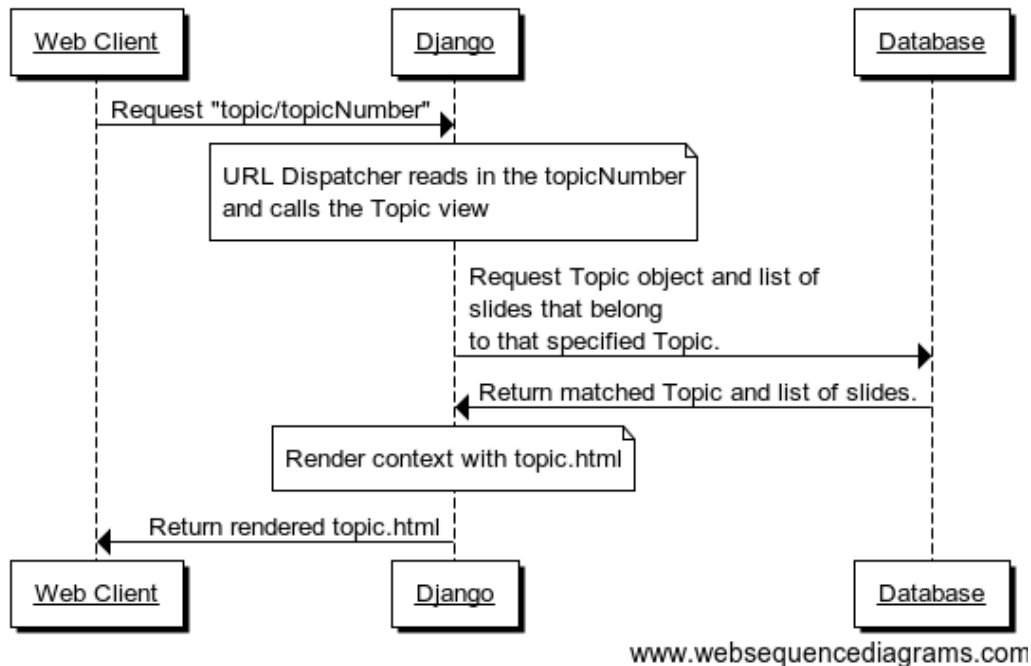 Web Client
Django
Database
Request "topic/topicNumber"
URL Dispatcher reads in the topicNumber
and calls the Topic view
Request Topic object and list of
slides that belong
to that specified Topic.
Return matched Topic and list of slides.
Render context with topic.html
Return rendered topic.html
Web Client
Django
Database
www.websequencediagrams.com